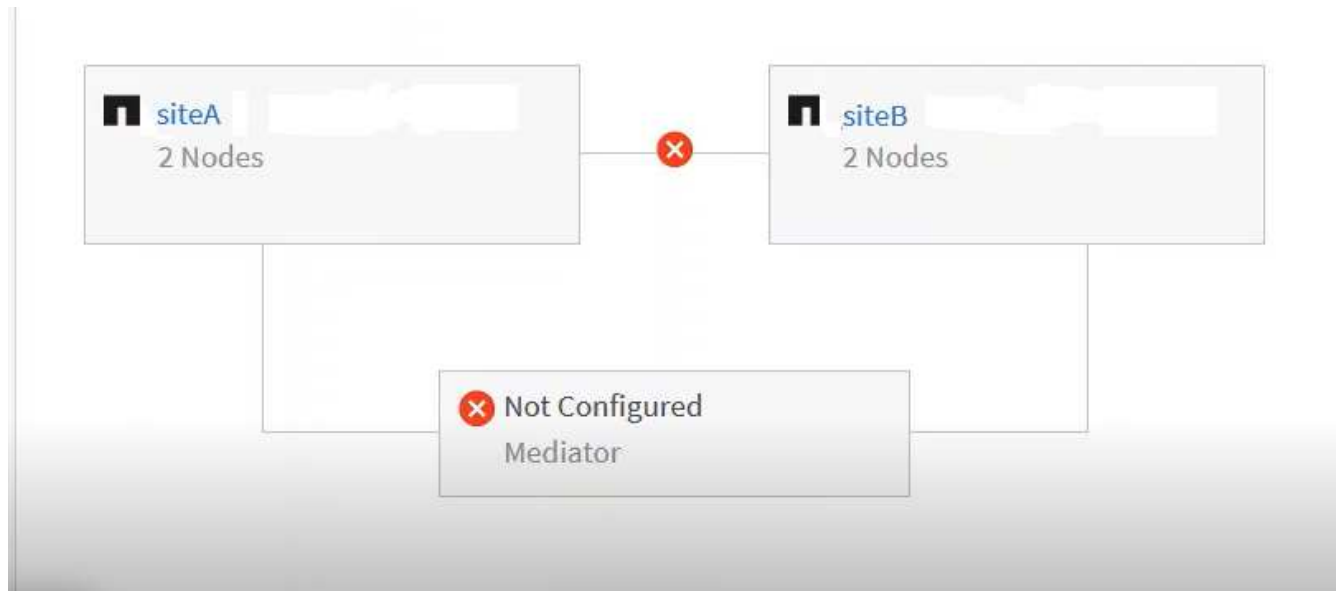 siteA
2 Nodes
siteB
2 Nodes
Not Configured
Mediator